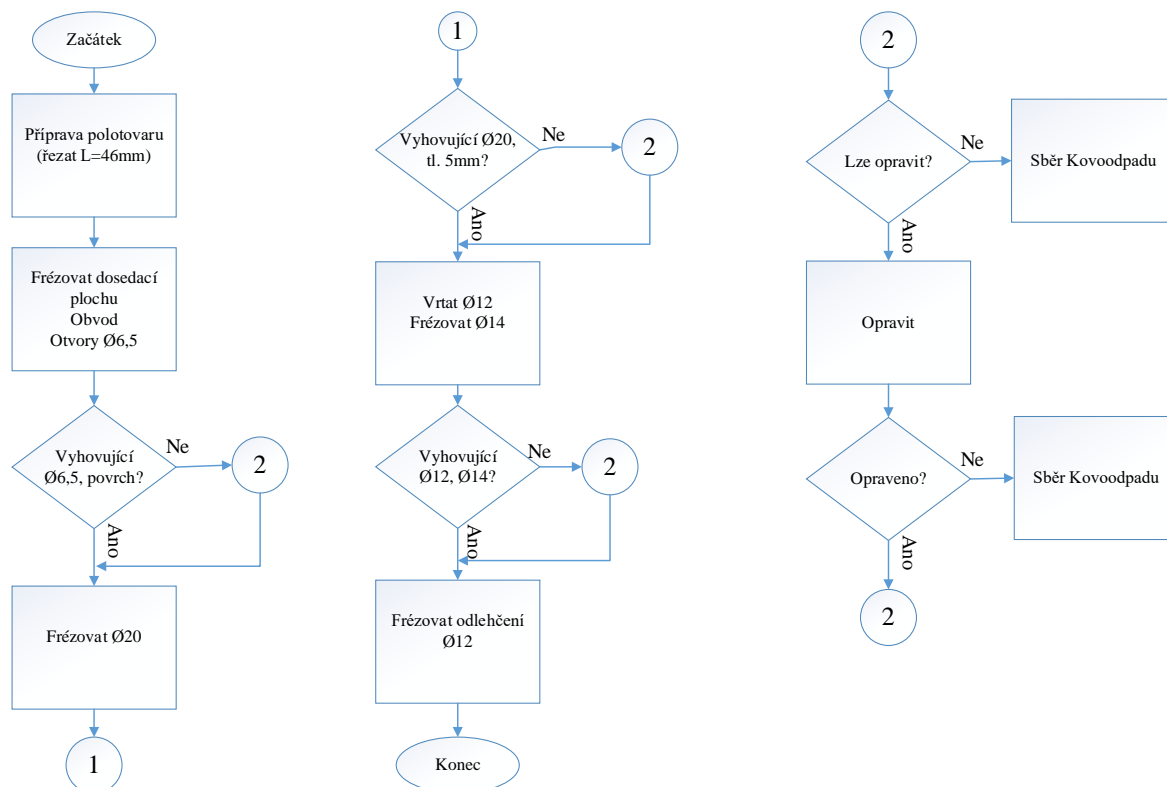 Začátek
Příprava polotovaru
(řezat L=46mm)
Frézovat dosedací
plochu
Obvod
Otvory Ø6,5
Vyhovující
Ø6,5, povrch?
Ne
2
Ano
Frézovat Ø20
1
1
Vyhovující Ø20,
tl. 5mm?
Ne
2
Ano
Vrtat Ø12
Frézovat Ø14
Vyhovující
Ø12, Ø14?
Ne
2
Ano
Frézovat odlehčení
Ø12
Konec
2
Lze opravit?
Ne
Sběr Kovoodpadu
Ano
Opravit
Opraveno?
Ne
Sběr Kovoodpadu
Ano
2